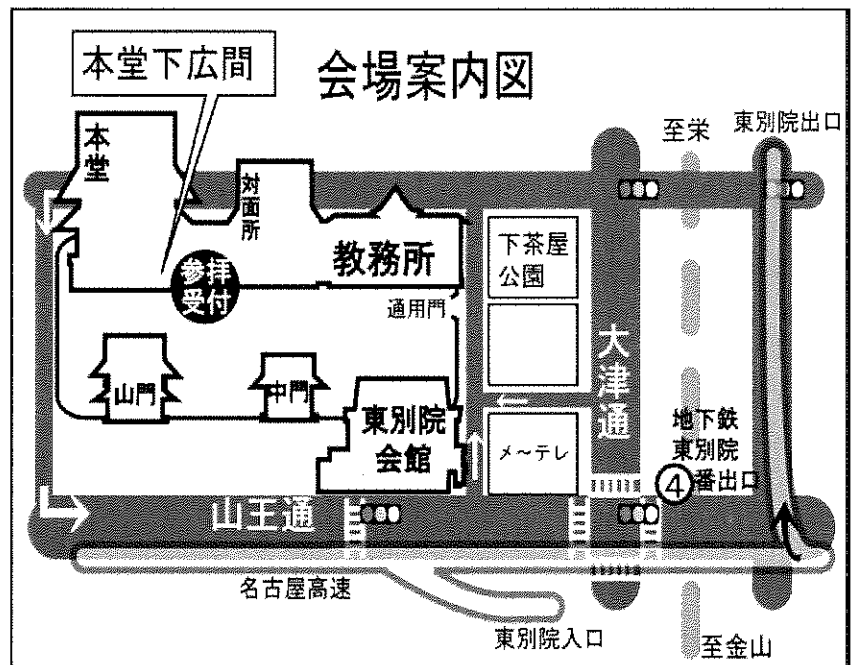 本堂下広間
会場案内図
至栄
東別院出口
本堂
対面所
教務所
下茶屋
公園
参拝
受付
通用門
大津通
山門
中門
東別院
会館
メ〜テレ
地下鉄
東別院
④番出口
山王通
名古屋高速
東別院入口
至金山